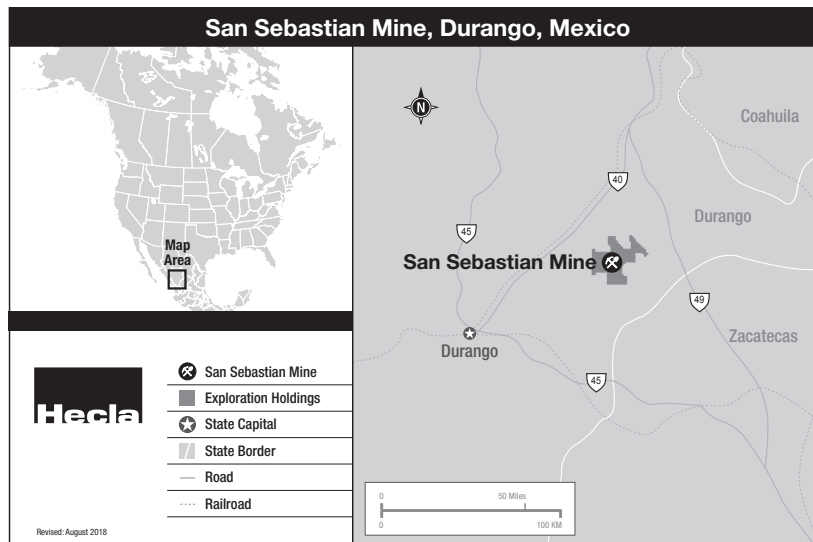 San Sebastian Mine, Durango, Mexico
Map
Area
Hecla
San Sebastian Mine
Exploration Holdings
State Capital
State Border
Road
Railroad
Revised: August 2018
N
Coahuila
40
Durango
45
San Sebastian Mine
49
Zacatecas
Durango
45
0 50 Miles
0 100 KM